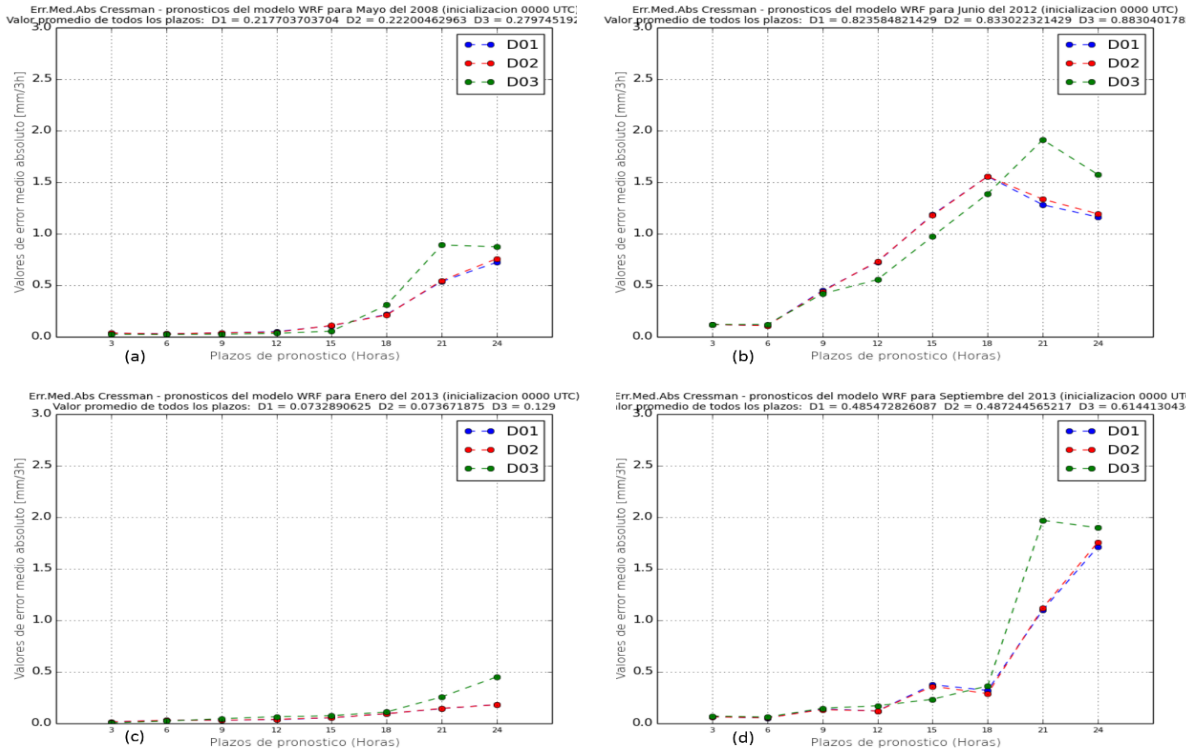 Err.Med.Abs Cressman - pronosticos del modelo WRF para Mayo del 2008 (inicializacion 0000 UTC)
Valor promedio de todos los plazos: D1 = 0.217703703704 D2 = 0.22200462963 D3 = 0.279745192
3.0
2.5
2.0
1.5
1.0
0.5
0.0
Valores de error medio absoluto [mm/3h]
D01
D02
D03
3 6 9 12 15 18 21 24
(a)
Plazos de pronostico (Horas)
Err.Med.Abs Cressman - pronosticos del modelo WRF para Junio del 2012 (inicializacion 0000 UTC)
Valor promedio de todos los plazos: D1 = 0.823584821429 D2 = 0.833022321429 D3 = 0.883040178
3.0
2.5
2.0
1.5
1.0
0.5
0.0
Valores de error medio absoluto [mm/3h]
D01
D02
D03
3 6 9 12 15 18 21 24
(b)
Plazos de pronostico (Horas)
Err.Med.Abs Cressman - pronosticos del modelo WRF para Enero del 2013 (inicializacion 0000 UTC)
Valor promedio de todos los plazos: D1 = 0.0732890625 D2 = 0.073671875 D3 = 0.129
3.0
2.5
2.0
1.5
1.0
0.5
0.0
Valores de error medio absoluto [mm/3h]
D01
D02
D03
3 6 9 12 15 18 21 24
(c)
Plazos de pronostico (Horas)
Err.Med.Abs Cressman - pronosticos del modelo WRF para Septiembre del 2013 (inicializacion 0000 UT
lor promedio de todos los plazos: D1 = 0.485472826087 D2 = 0.487244565217 D3 = 0.614413043
3.0
2.5
2.0
1.5
1.0
0.5
0.0
Valores de error medio absoluto [mm/3h]
D01
D02
D03
3 6 9 12 15 18 21 24
(d)
Plazos de pronostico (Horas)